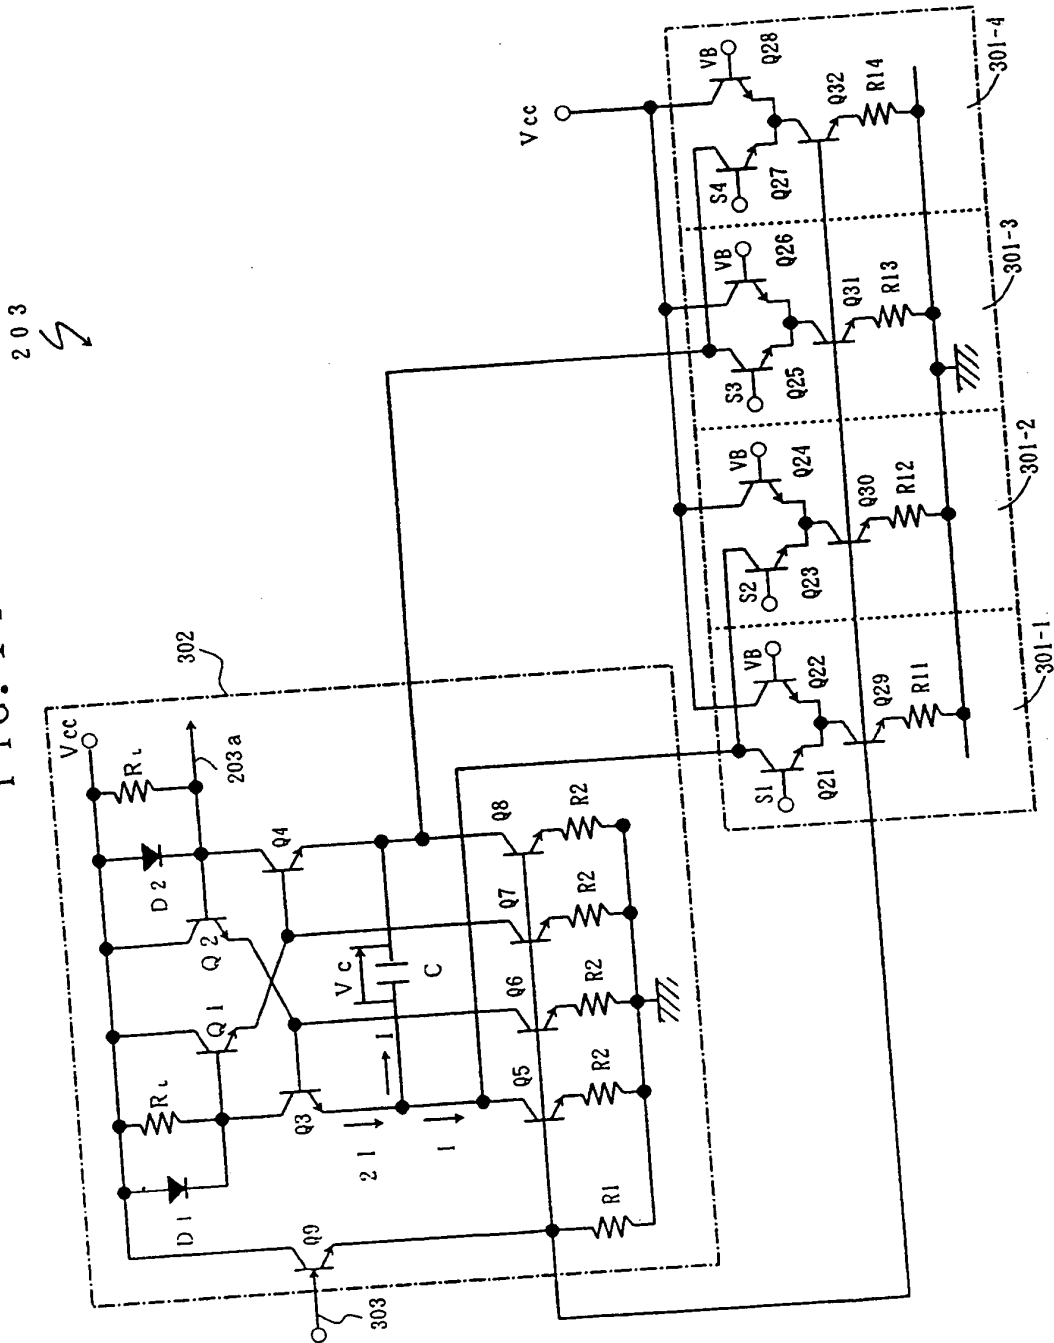 203
302
Vcc
RL
203a
D2
Q2
Q4
Q1
RL
D1
Q3
Vc
C
I
2I
I
Q9
303
Q5
Q6
Q7
Q8
R1
R2
R2
R2
R2
Vcc
S1
Q21
VB
Q22
Q29
R11
301-1
S2
Q23
VB
Q24
Q30
R12
301-2
S3
Q25
VB
Q26
Q31
R13
301-3
S4
Q27
VB
Q28
Q32
R14
301-4